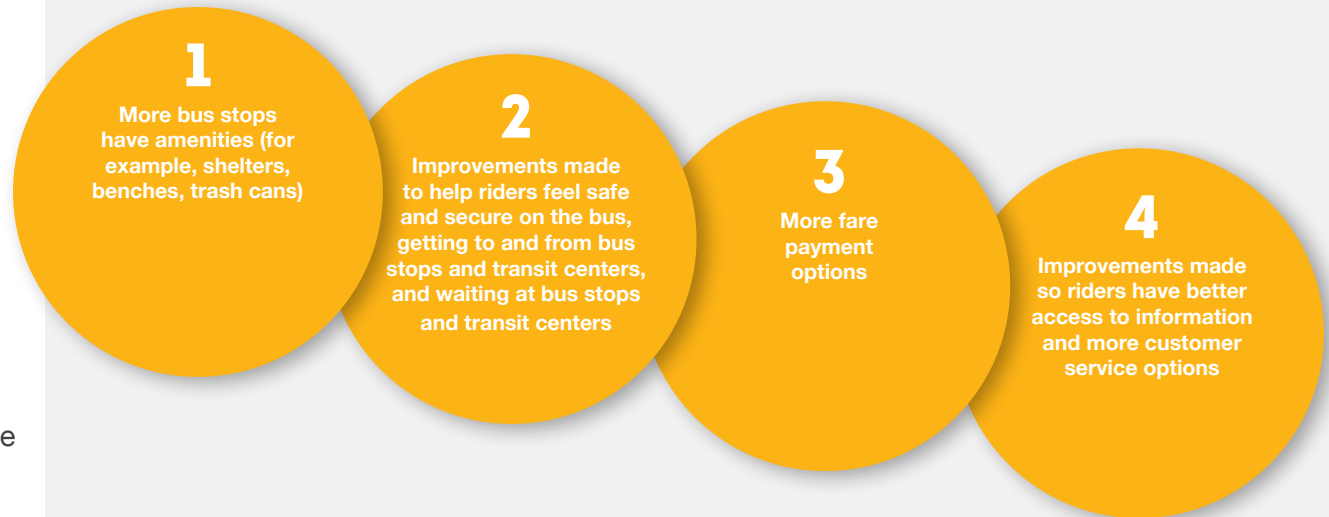 1
More bus stops
have amenities (for
example, shelters,
benches, trash cans)
2
Improvements made
to help riders feel safe
and secure on the bus,
getting to and from bus
stops and transit centers,
and waiting at bus stops
and transit centers
3
More fare
payment
options
4
Improvements made
so riders have better
access to information
and more customer
service options
e